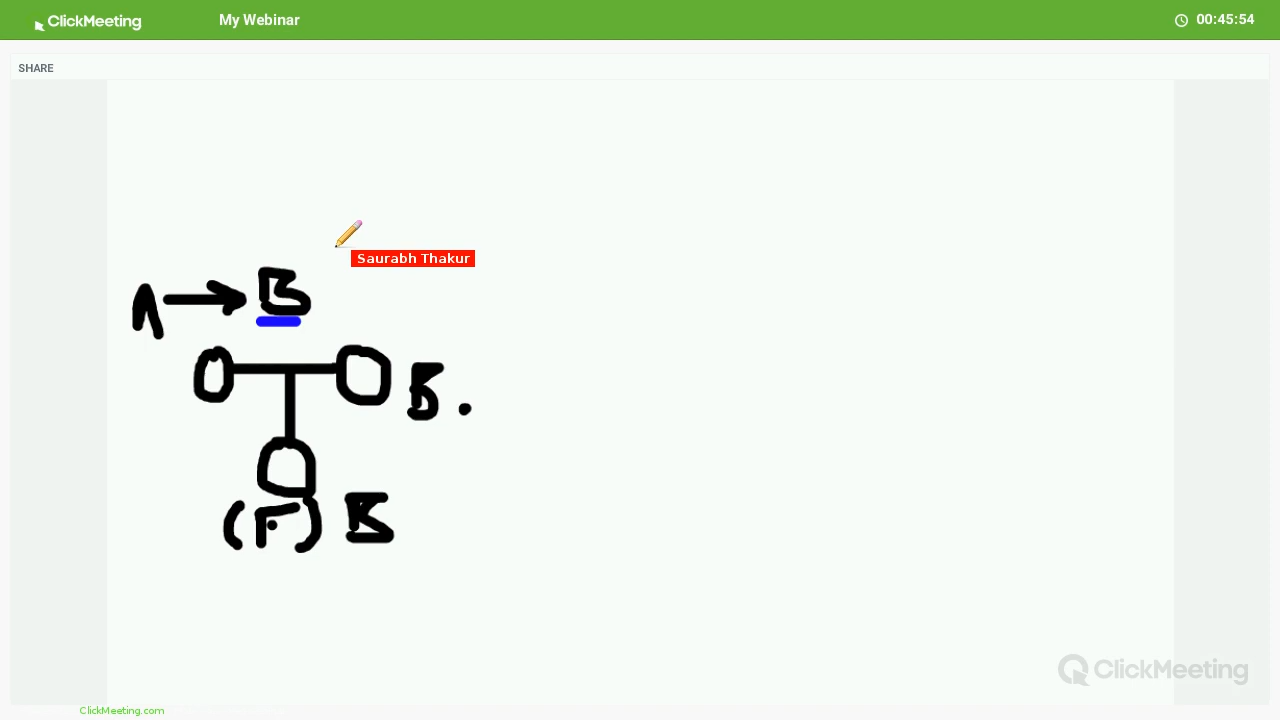 ClickMeeting My Webinar 00:45:54
SHARE
Saurabh Thakur
B
B .
(F) B
ClickMeeting
ClickMeeting.com